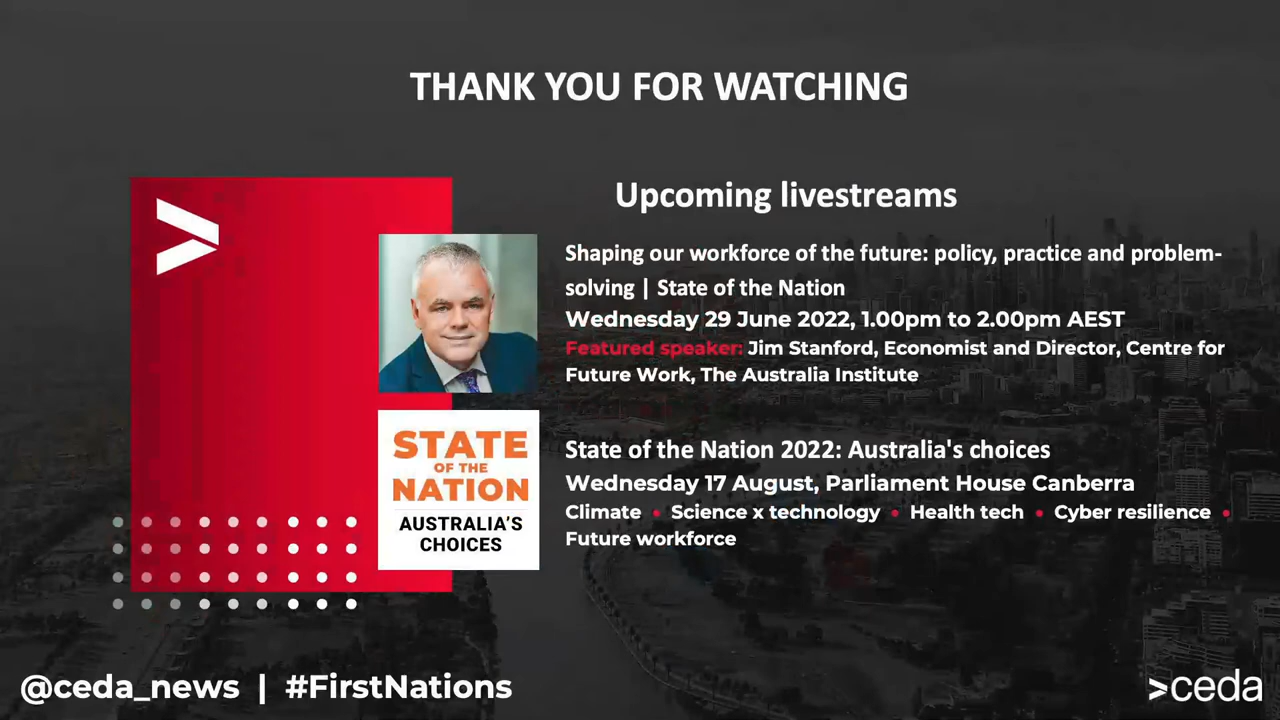 THANK YOU FOR WATCHING
Upcoming livestreams
Shaping our workforce of the future: policy, practice and problem-
solving | State of the Nation
Wednesday 29 June 2022, 1.00pm to 2.00pm AEST
Featured speaker: Jim Stanford, Economist and Director, Centre for
Future Work, The Australia Institute
STATE
OF THE
NATION
AUSTRALIA'S
CHOICES
State of the Nation 2022: Australia's choices
Wednesday 17 August, Parliament House Canberra
Climate • Science x technology • Health tech • Cyber resilience •
Future workforce
@ceda_news | #FirstNations
>ceda